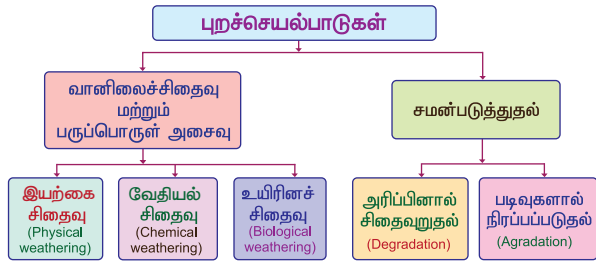 புறச்செயல்பாடுகள்
வானிலைச்சிதைவு
மற்றும்
பருப்பொருள் அசைவு
சமன்படுத்துதல்
இயற்கை
சிதைவு
(Physical
weathering)
வேதியல்
சிதைவு
(Chemical
weathering)
உயிரினச்
சிதைவு
(Biological
weathering)
அரிப்பினால்
சிதைவுறுதல்
(Degradation)
படிவுகளால்
நிரப்பப்படுதல்
(Agradation)